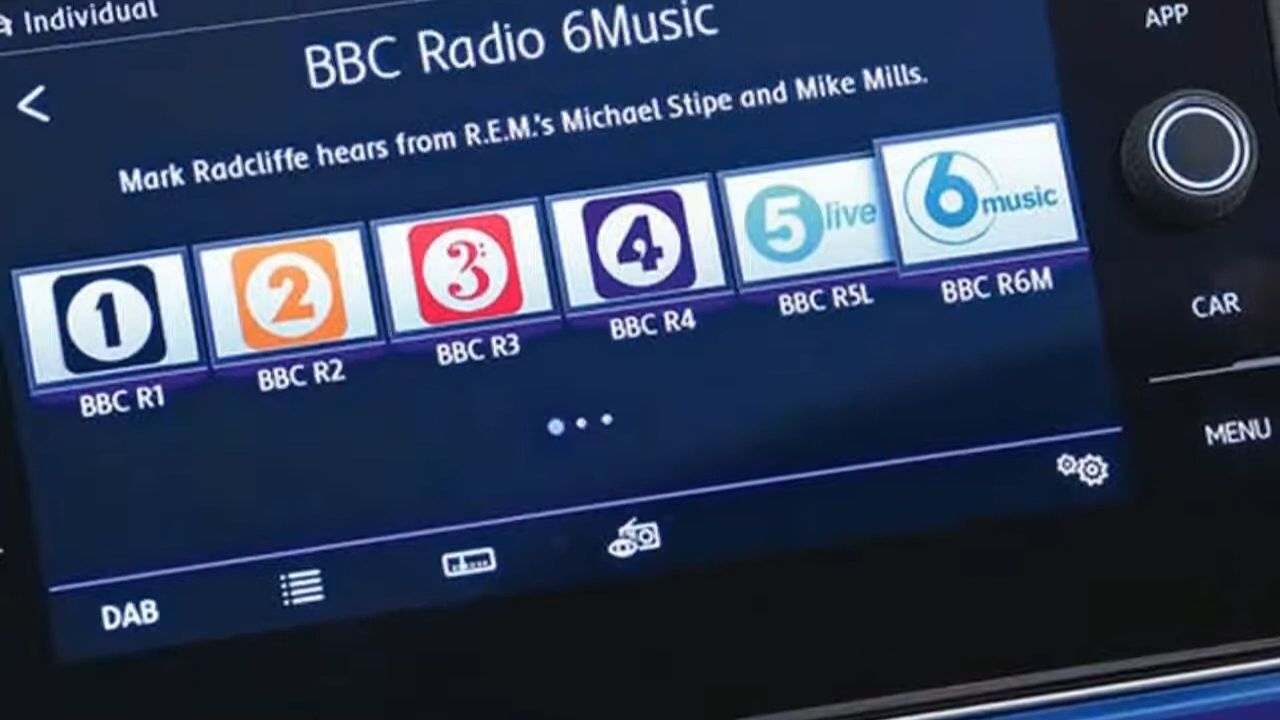 Individual
BBC Radio 6Music
Mark Radcliffe hears from R.E.M.'s Michael Stipe and Mike Mills.
1
2
3
4
5 live
6 music
BBC R1
BBC R2
BBC R3
BBC R4
BBC R5L
BBC R6M
DAB
APP
CAR
MENU